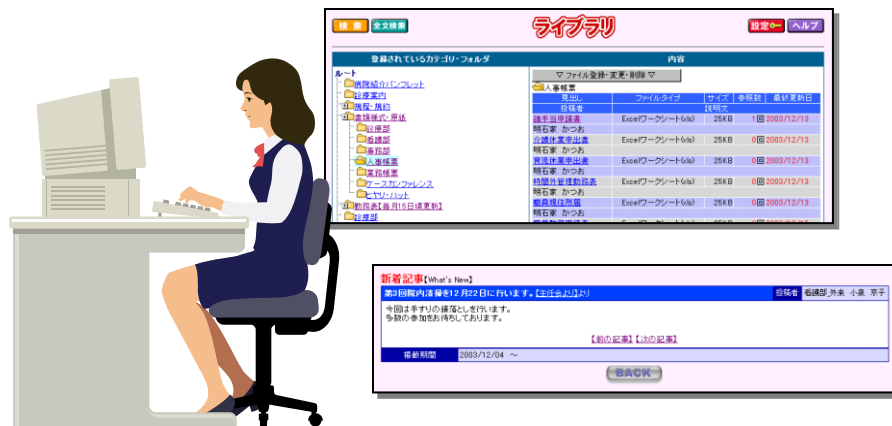 検 索 全文検索 ライブラリ 設定 ヘルプ
登録されているカテゴリ・フォルダ 内容
ルート
病院紹介パンフレット
診療案内
規程・規約
書類様式・原紙
診療部
看護部
事務部
人事帳票
業務帳票
ケースカンファレンス
ヒヤリ・ハット
勤務表【毎月15日頃更新】
診療部
▽ ファイル登録・変更・削除 ▽
人事帳票
見出し ファイルタイプ サイズ 参照数 最終更新日
投稿者 説明文
諸手当申請書 Excelワークシート(xls) 25KB 1回 2003/12/13
明石家 かつお
介護休業申出書 Excelワークシート(xls) 25KB 0回 2003/12/13
明石家 かつお
育児休業申出書 Excelワークシート(xls) 25KB 0回 2003/12/13
明石家 かつお
時間外管理勤務表 Excelワークシート(xls) 25KB 0回 2003/12/13
明石家 かつお
職員現住所届 Excelワークシート(xls) 25KB 0回 2003/12/13
明石家 かつお
新着記事【What's New】
第3回院内清掃を12月22日に行います。【主任会より】より 投稿者 看護部_外来 小泉 京子
今回は手すりの錆落としを行います。
多数の参加をお待ちしております。
【前の記事】【次の記事】
掲載期間 2003/12/04 ～
BACK